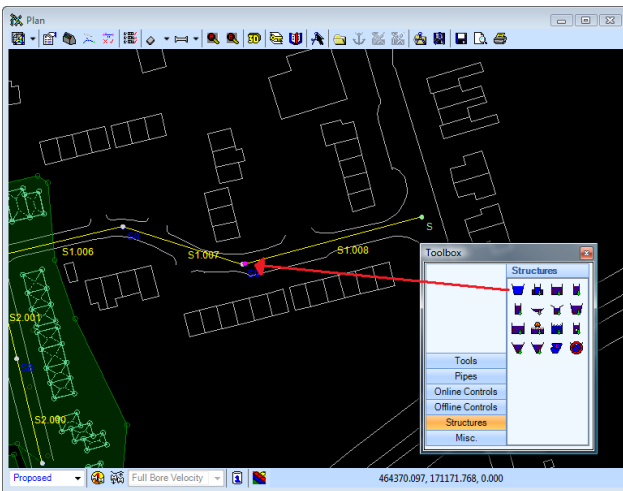 Plan
3D
S
S1.006
S1.007
S1.008
Toolbox
Structures
S2.001
Tools
Pipes
Online Controls
Offline Controls
Structures
Misc.
S2.000
Proposed
Full Bore Velocity
464370.097, 171171.768, 0.000